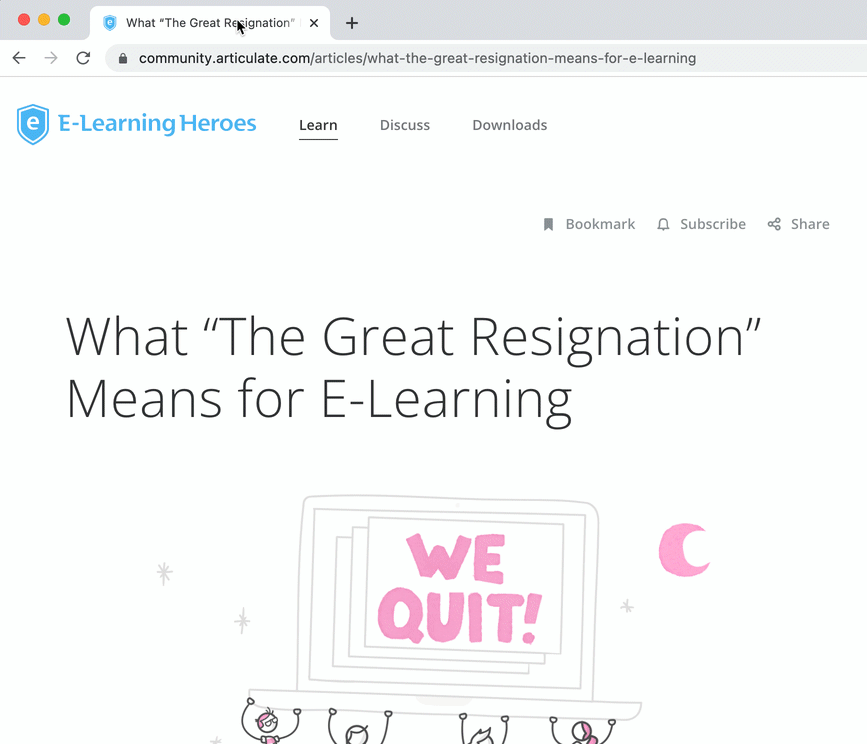 What “The Great Resignation”
community.articulate.com/articles/what-the-great-resignation-means-for-e-learning
e E-Learning Heroes
Learn
Discuss
Downloads
Bookmark
Subscribe
Share
What “The Great Resignation”
Means for E-Learning
WE
QUIT!